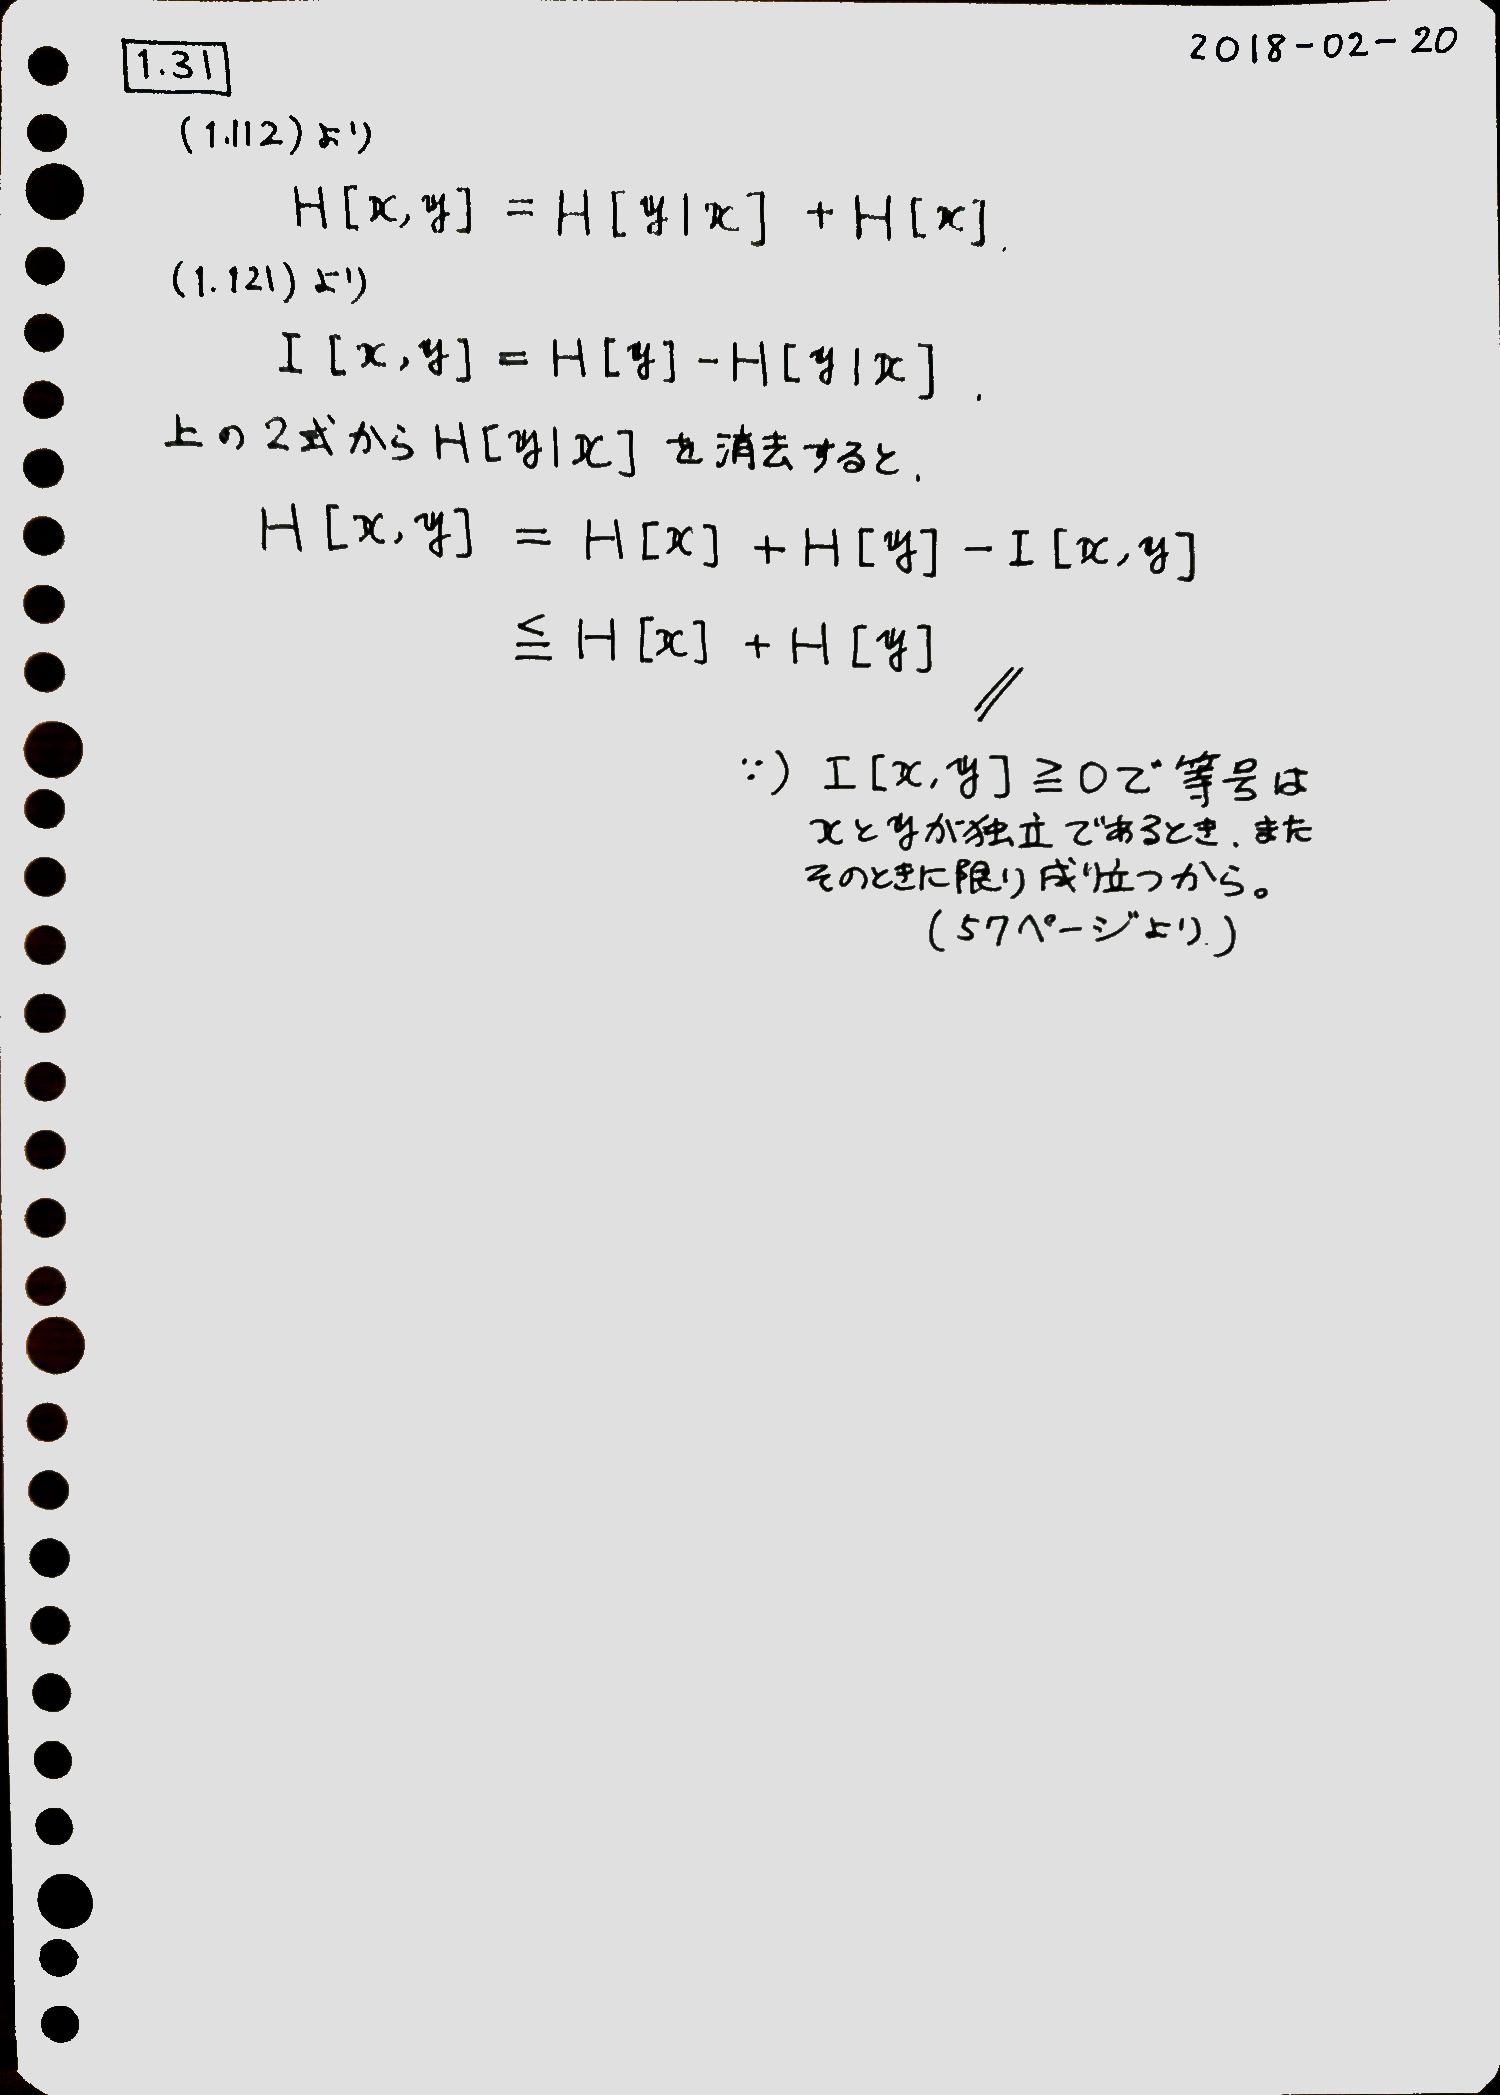 1.31 2018-02-20
(1.112)より
H[x,y] = H[y|x] + H[x].
(1.121)より
I[x,y] = H[y] - H[y|x].
上の2式からH[y|x]を消去すると,
H[x,y] = H[x] + H[y] - I[x,y]
≦ H[x] + H[y]
//
∵) I[x,y] ≧ 0で等号は
xとyが独立であるとき,また
そのときに限り成り立つから。
(57ページより.)